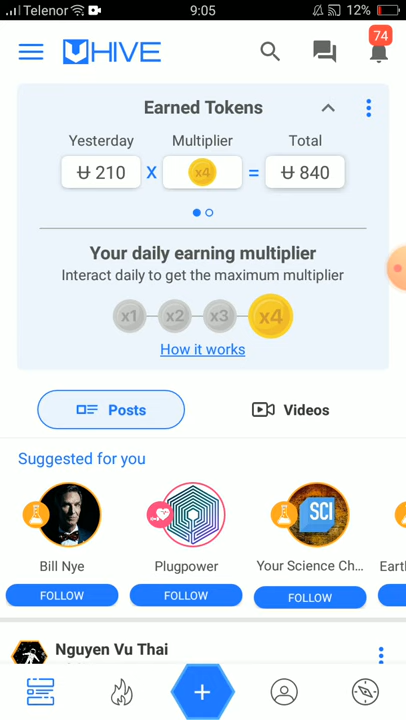 Telenor 9:05 12%
UHIVE 74
Earned Tokens
Yesterday Multiplier Total
Ʉ 210 X x4 = Ʉ 840
Your daily earning multiplier
Interact daily to get the maximum multiplier
x1 x2 x3 x4
How it works
Posts Videos
Suggested for you
SCI
Bill Nye Plugpower Your Science Ch... Eart
FOLLOW FOLLOW FOLLOW
Nguyen Vu Thai